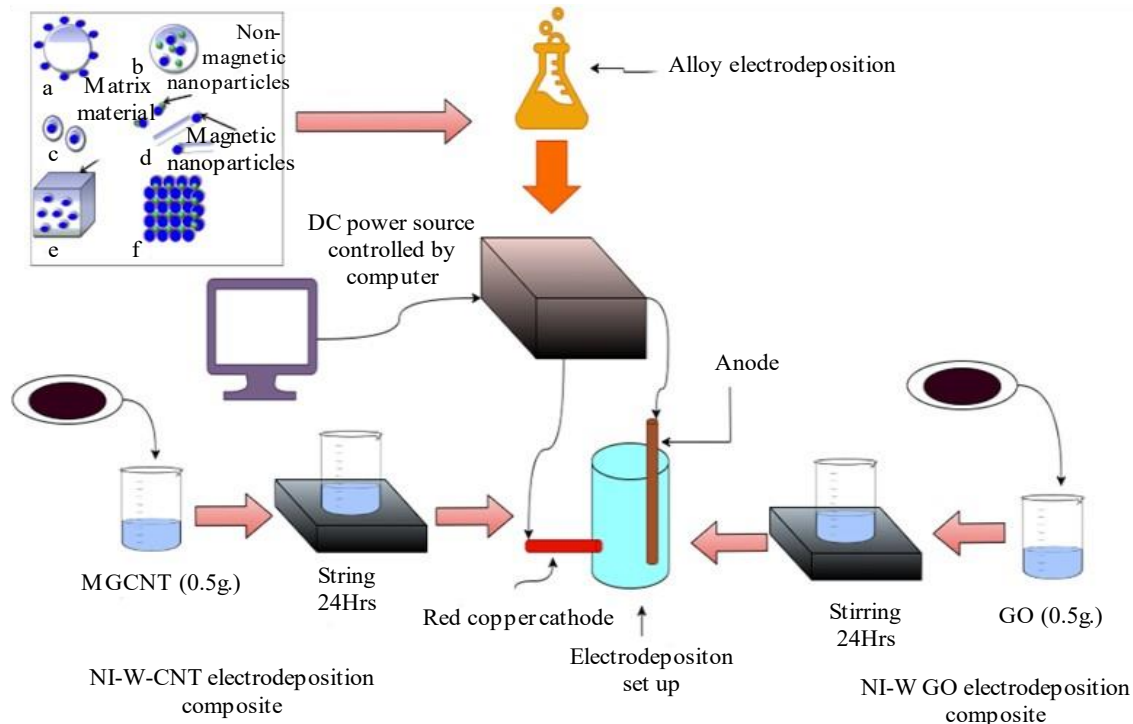 Non-
magnetic
nanoparticles
a
b
Matrix
material
c
d
Magnetic
nanoparticles
e
f
Alloy electrodeposition
DC power source
controlled by
computer
Anode
MGCNT (0.5g.)
String
24Hrs
Red coppercathode
Electrodepositon
set up
Stirring
24Hrs
GO (0.5g.)
NI-W-CNT electrodeposition
composite
NI-W GO electrodeposition
composite